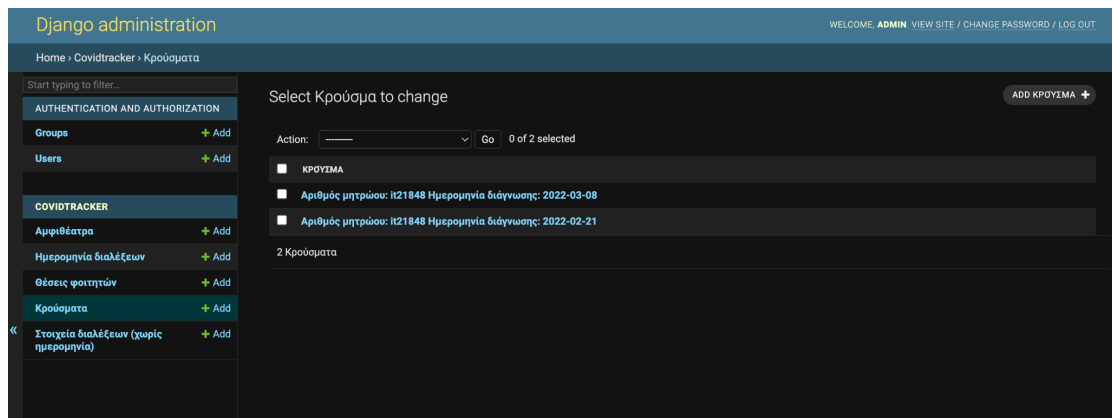 Django administration
WELCOME, ADMIN. VIEW SITE / CHANGE PASSWORD / LOG OUT
Home › Covidtracker › Κρούσματα
Start typing to filter...
AUTHENTICATION AND AUTHORIZATION
Groups + Add
Users + Add
COVIDTRACKER
Αμφιθέατρα + Add
Ημερομηνία διαλέξεων + Add
Θέσεις φοιτητών + Add
Κρούσματα + Add
Στοιχεία διαλέξεων (χωρίς
ημερομηνία) + Add
«
Select Κρούσμα to change
ADD ΚΡΟΎΣΜΑ +
Action: --------- Go 0 of 2 selected
ΚΡΟΎΣΜΑ
Αριθμός μητρώου: it21848 Ημερομηνία διάγνωσης: 2022-03-08
Αριθμός μητρώου: it21848 Ημερομηνία διάγνωσης: 2022-02-21
2 Κρούσματα